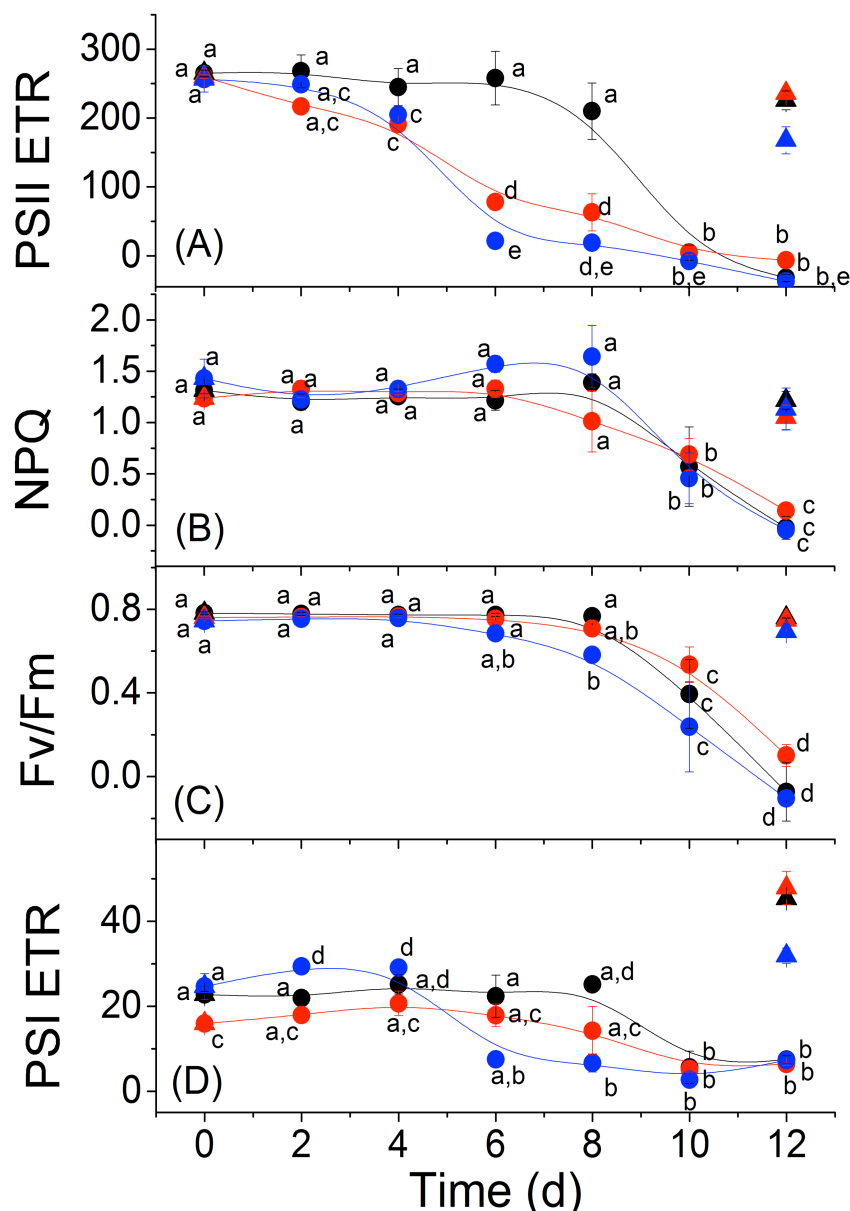 300
a a a a a
a a,c c a
200
a a,c c
PSII ETR
100
d d
b b
0
(A)
e d,e b,e b b,e
2.0
a a a
1.5
a a a a a
1.0
a a a a a
NPQ
0.5
b
b b
0.0
(B)
c
c
c
0.8
a a a a a
a a a a a,b
a a,b b
Fv/Fm
0.4
c
c
c
0.0
(C)
d
d
d
40
d d
a a a,d a a,d
PSI ETR
20
a
c a,c a,c a,c a,c
0
(D)
a,b b b b
b b
b b
0 2 4 6 8 10 12
Time (d)